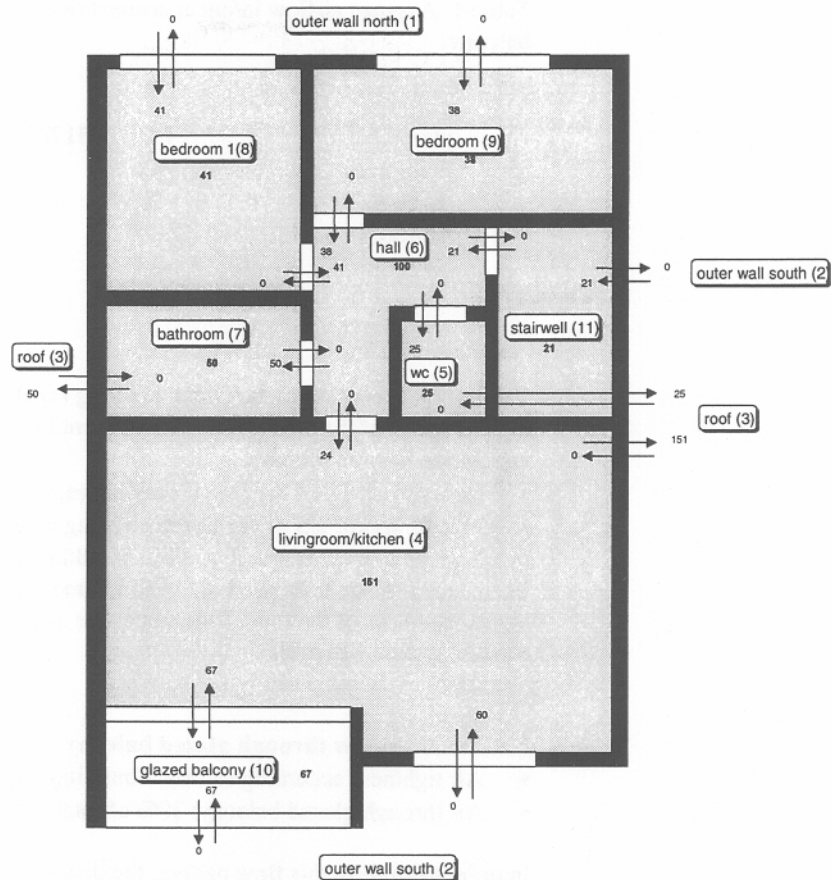 0
0
outer wall north (1)
41
38
bedroom 1(8)
bedroom (9)
41
38
0
38
hall (6)
21
0
41
100
0
0
0
outer wall south (2)
21
bathroom (7)
stairwell (11)
roof (3)
50
50
0
25
wc (5)
21
0
25
50
0
0
25
roof (3)
24
0
151
livingroom/kitchen (4
151
67
0
60
glazed balcony (10)
67
67
0
0
outer wall south (2)